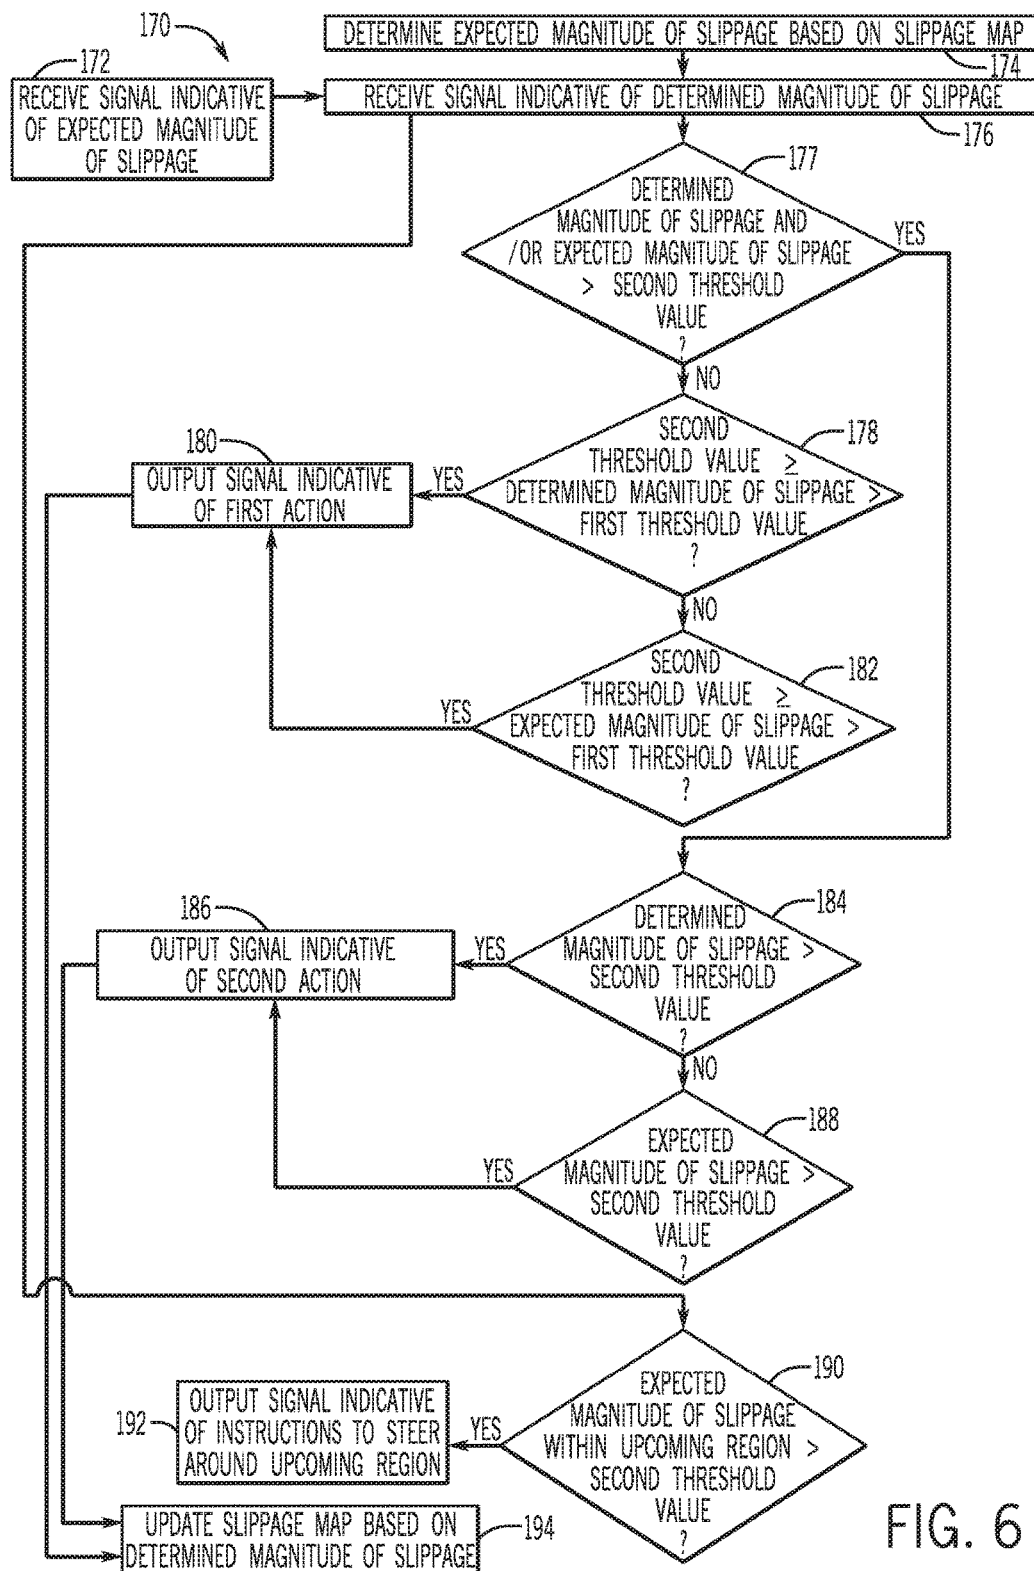 170
DETERMINE EXPECTED MAGNITUDE OF SLIPPAGE BASED ON SLIPPAGE MAP
174
172
RECEIVE SIGNAL INDICATIVE
OF EXPECTED MAGNITUDE
OF SLIPPAGE
RECEIVE SIGNAL INDICATIVE OF DETERMINED MAGNITUDE OF SLIPPAGE
176
177
DETERMINED
MAGNITUDE OF SLIPPAGE AND
/OR EXPECTED MAGNITUDE OF SLIPPAGE
> SECOND THRESHOLD
VALUE
?
YES
NO
178
SECOND
THRESHOLD VALUE ≥
DETERMINED MAGNITUDE OF SLIPPAGE >
FIRST THRESHOLD VALUE
?
YES
180
OUTPUT SIGNAL INDICATIVE
OF FIRST ACTION
NO
182
SECOND
THRESHOLD VALUE ≥
EXPECTED MAGNITUDE OF SLIPPAGE >
FIRST THRESHOLD VALUE
?
YES
184
DETERMINED
MAGNITUDE OF SLIPPAGE >
SECOND THRESHOLD
VALUE
?
YES
186
OUTPUT SIGNAL INDICATIVE
OF SECOND ACTION
NO
188
EXPECTED
MAGNITUDE OF SLIPPAGE >
SECOND THRESHOLD
VALUE
?
YES
190
EXPECTED
MAGNITUDE OF SLIPPAGE
WITHIN UPCOMING REGION >
SECOND THRESHOLD
VALUE
?
YES
192
OUTPUT SIGNAL INDICATIVE
OF INSTRUCTIONS TO STEER
AROUND UPCOMING REGION
194
UPDATE SLIPPAGE MAP BASED ON
DETERMINED MAGNITUDE OF SLIPPAGE
FIG. 6